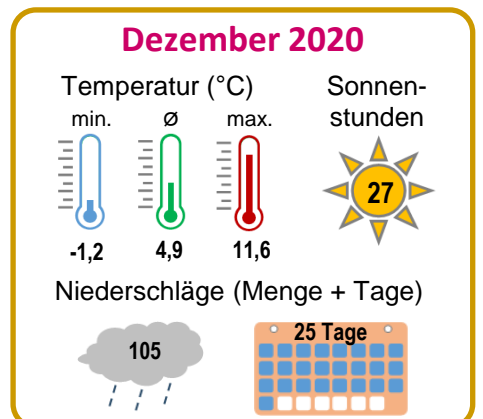 Dezember 2020
Temperatur (°C)
min. Ø max.
-1,2 4,9 11,6
Sonnen-
stunden
27
Niederschläge (Menge + Tage)
105
25 Tage